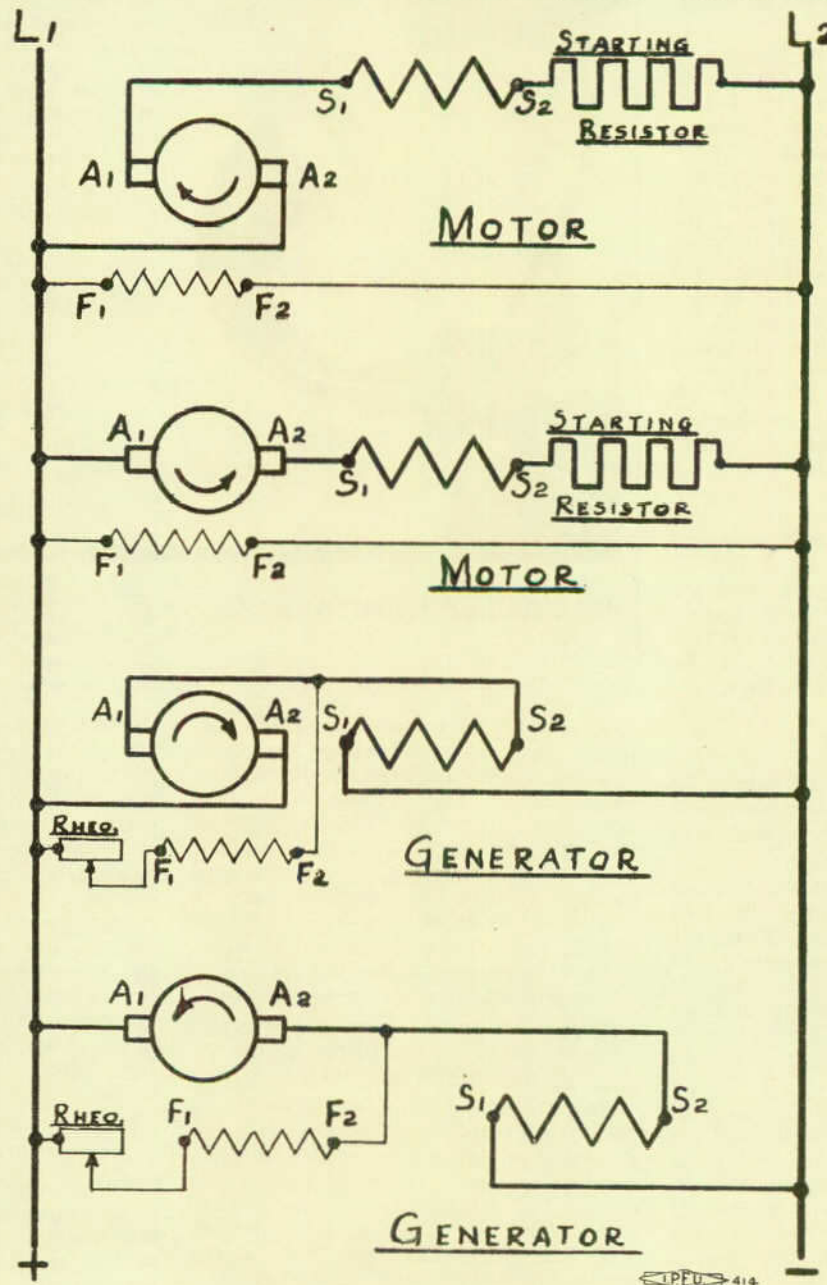 L1 L2
STARTING
S1 S2
RESISTOR
A1 A2
MOTOR
F1 F2
STARTING
A1 A2
S1 S2
RESISTOR
F1 F2
MOTOR
A1 A2 S1 S2
RHEO.
F1 F2
GENERATOR
A1 A2
S1 S2
RHEO. F1 F2
GENERATOR
+ −
I.P.F.U. 414